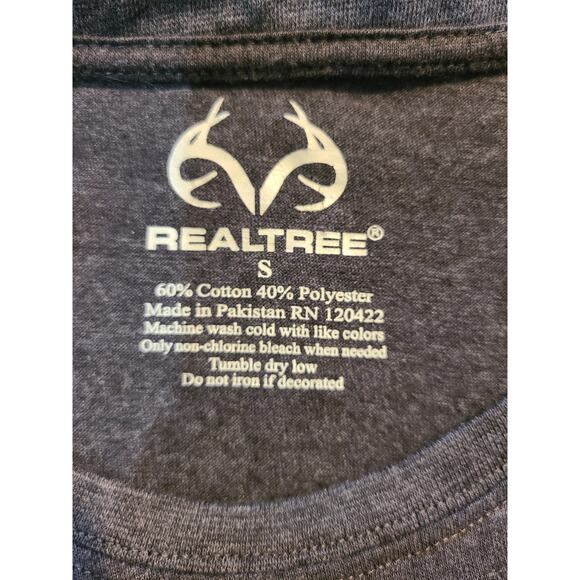 REALTREE®
S
60% Cotton 40% Polyester
Made in Pakistan RN 120422
Machine wash cold with like colors
Only non-chlorine bleach when needed
Tumble dry low
Do not iron if decorated